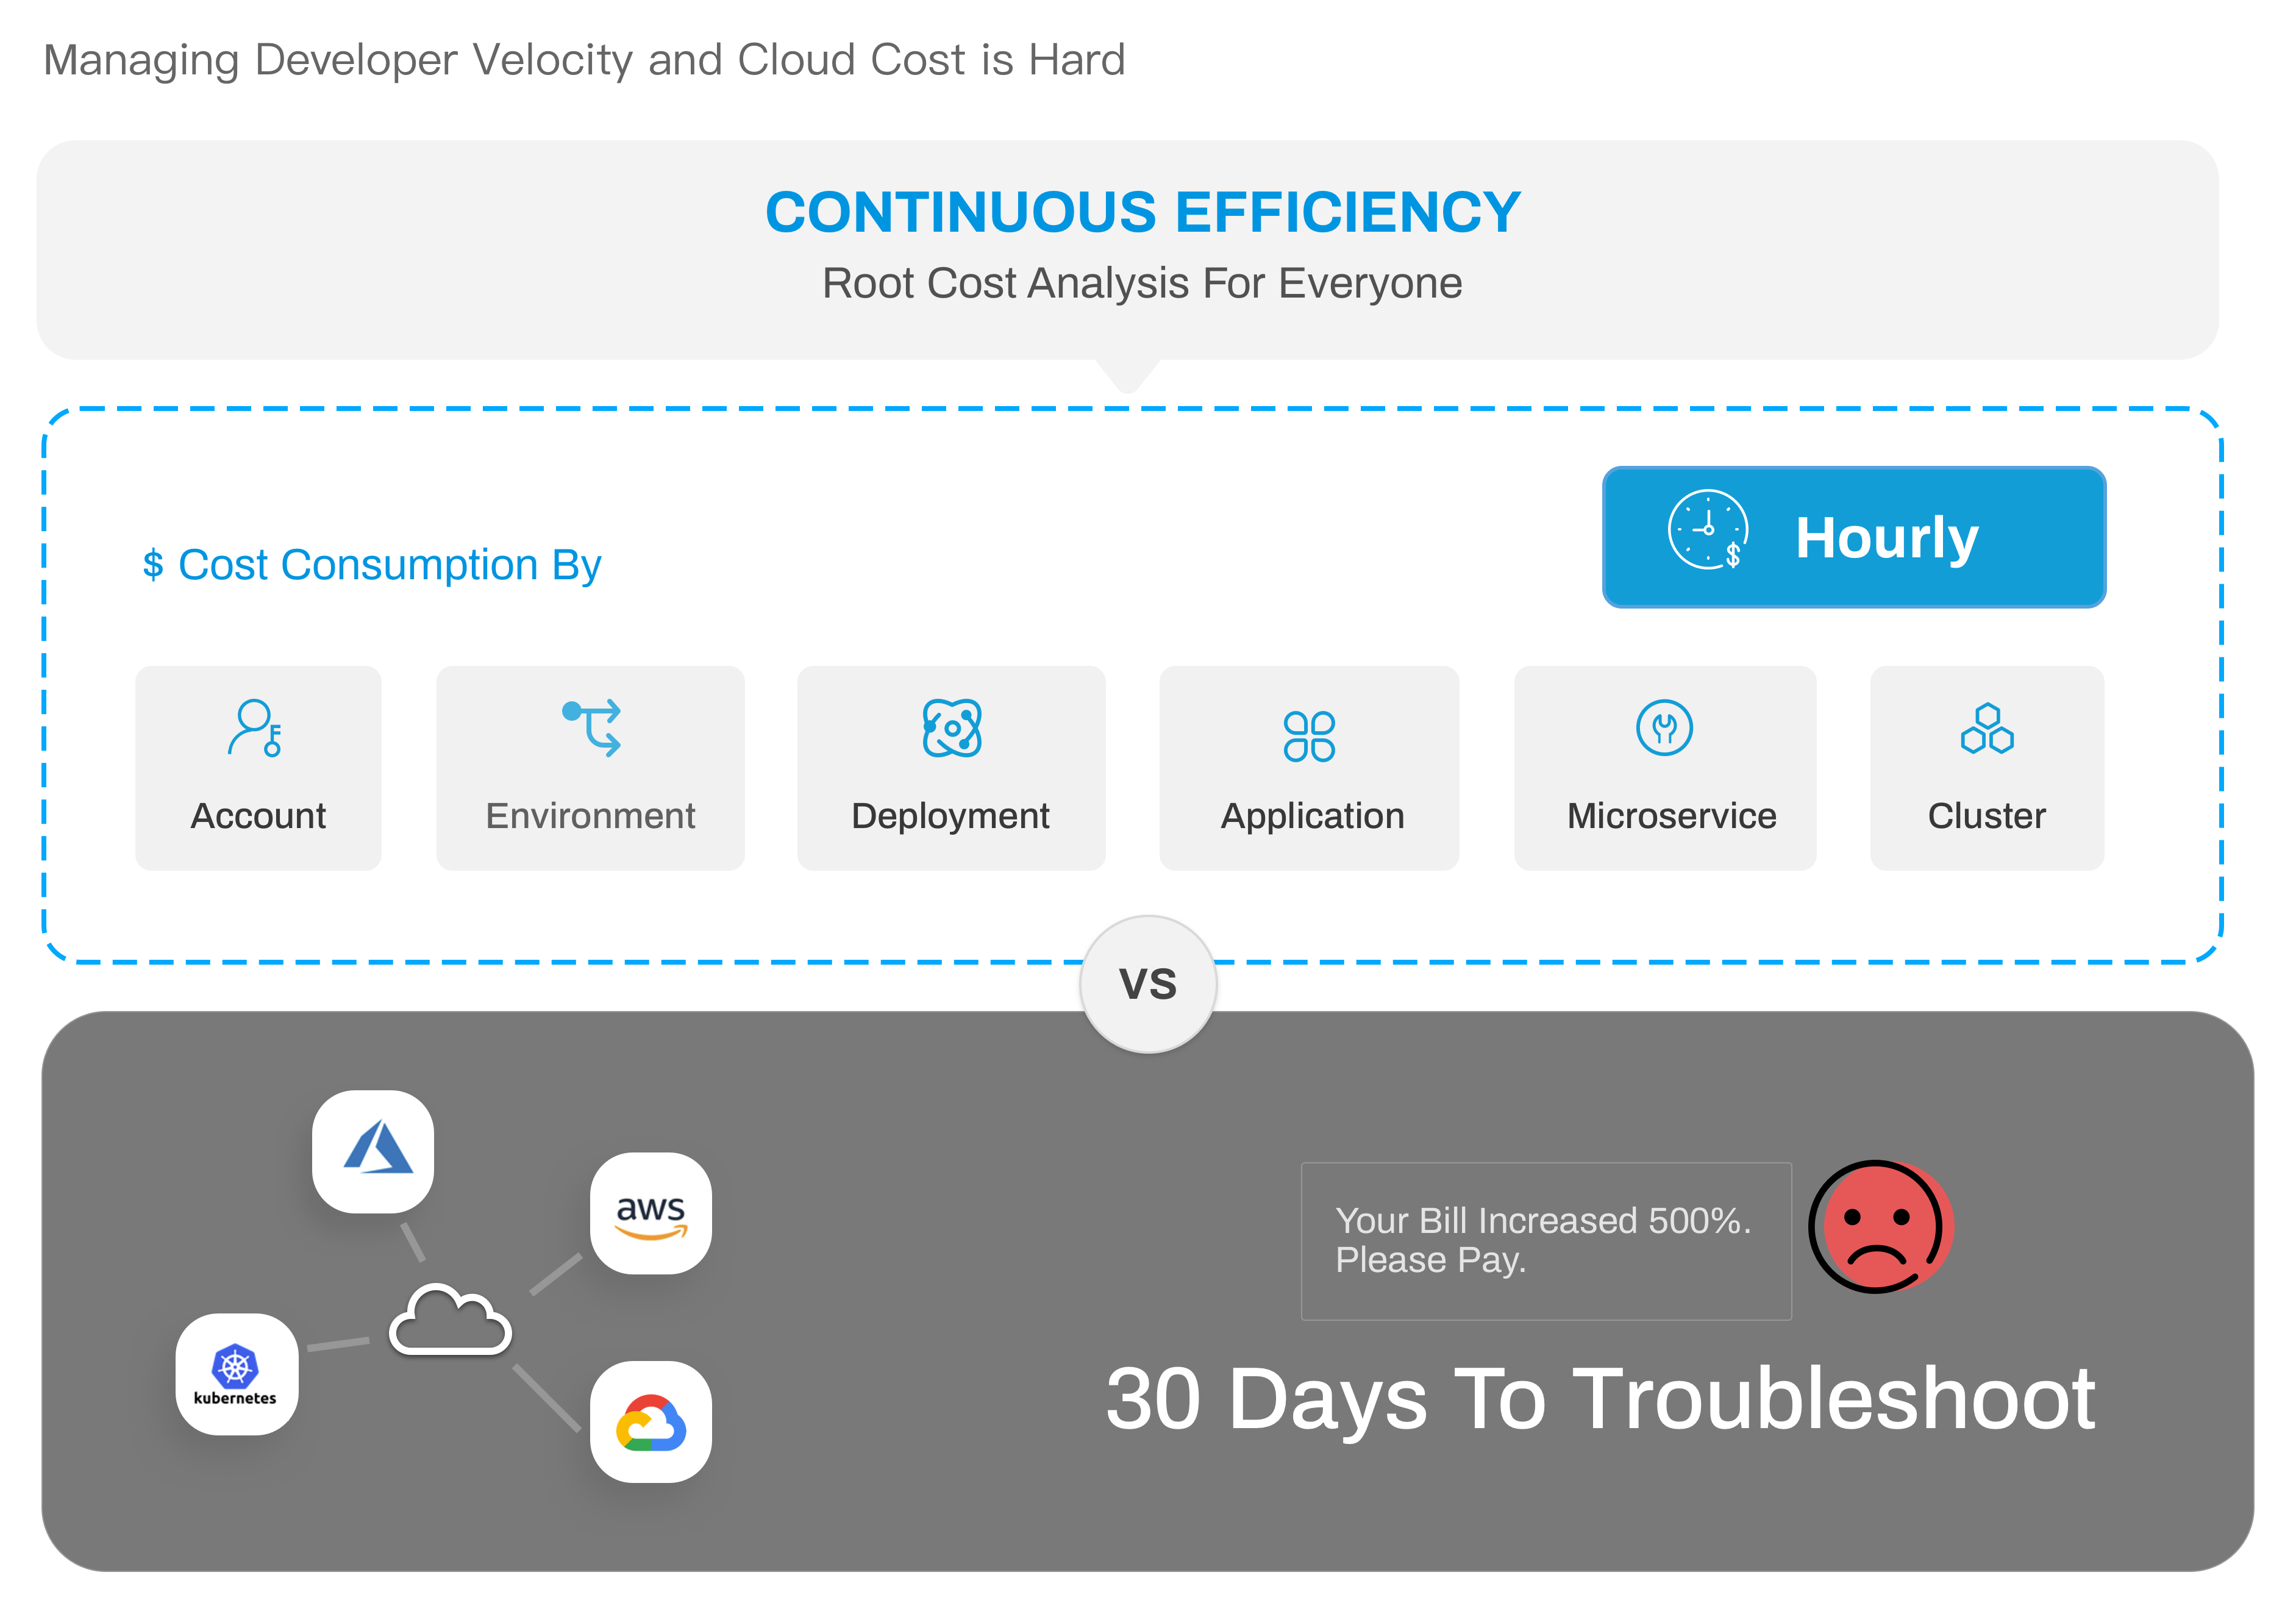 Managing Developer Velocity and Cloud Cost is Hard
CONTINUOUS EFFICIENCY
Root Cost Analysis For Everyone
$ Cost Consumption By
$ Hourly
Account
Environment
Deployment
Application
Microservice
Cluster
VS
aws
kubernetes
Your Bill Increased 500%.
Please Pay.
30 Days To Troubleshoot